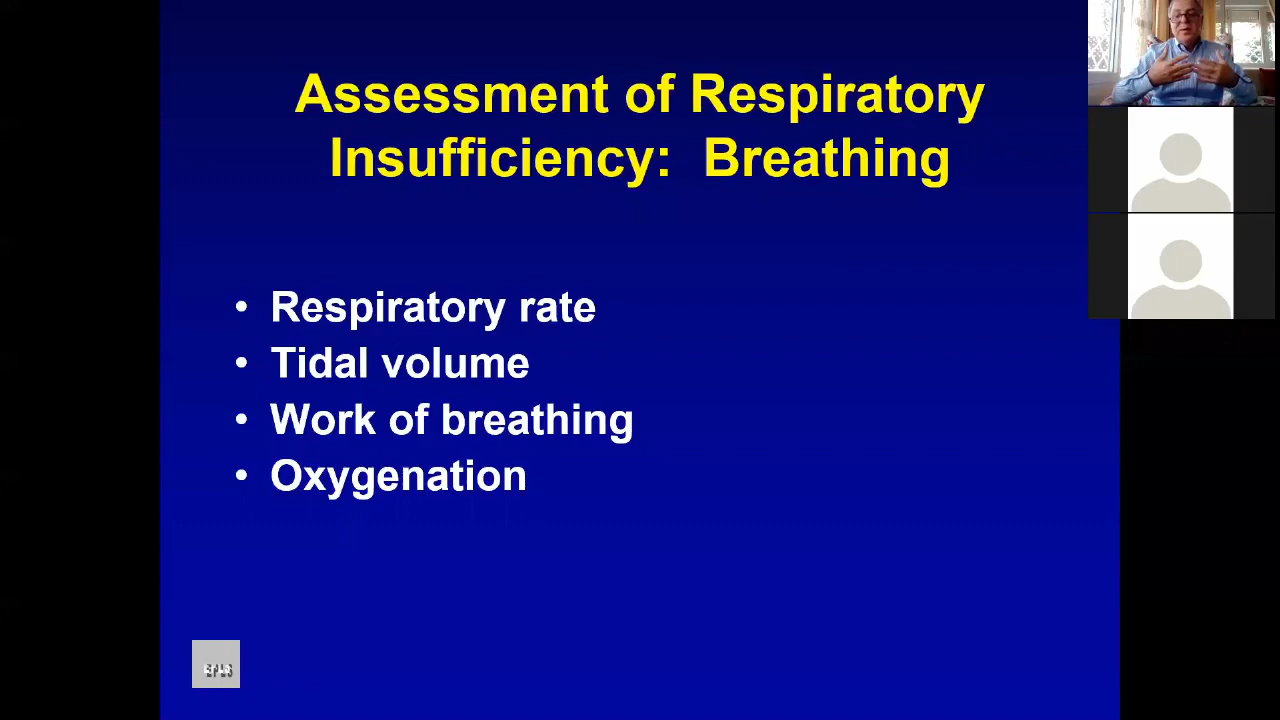 Assessment of Respiratory
Insufficiency: Breathing
• Respiratory rate
• Tidal volume
• Work of breathing
• Oxygenation